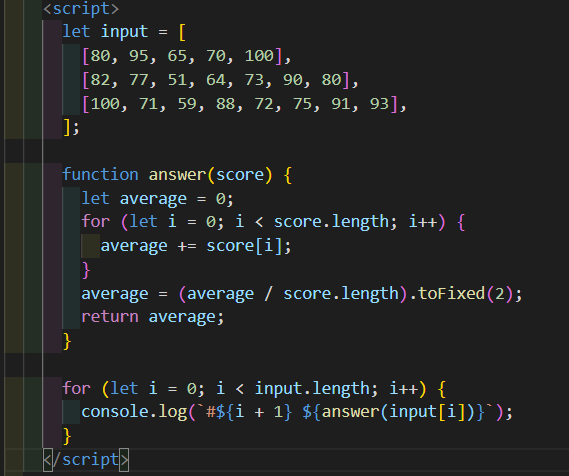 <script>
let input = [
[80, 95, 65, 70, 100],
[82, 77, 51, 64, 73, 90, 80],
[100, 71, 59, 88, 72, 75, 91, 93],
];
function answer(score) {
let average = 0;
for (let i = 0; i < score.length; i++) {
average += score[i];
}
average = (average / score.length).toFixed(2);
return average;
}
for (let i = 0; i < input.length; i++) {
console.log(`#${i + 1} ${answer(input[i])}`);
}
</script>